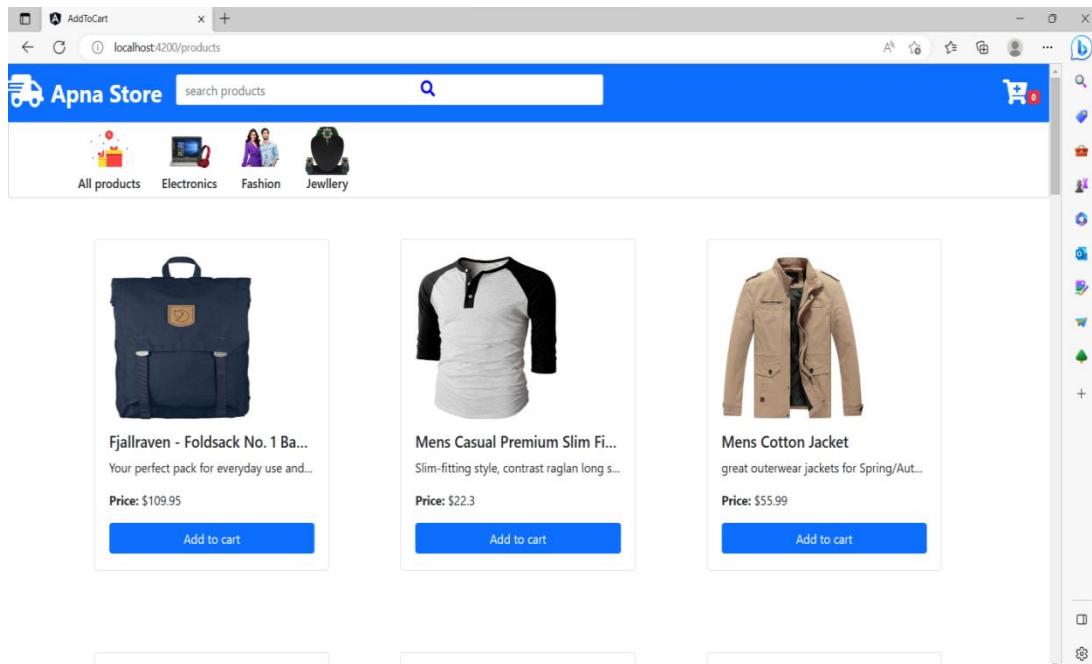 AddToCart
localhost:4200/products
Apna Store
search products
0
All products Electronics Fashion Jewllery
Fjallraven - Foldsack No. 1 Ba...
Your perfect pack for everyday use and...
Price: $109.95
Add to cart
Mens Casual Premium Slim Fi...
Slim-fitting style, contrast raglan long s...
Price: $22.3
Add to cart
Mens Cotton Jacket
great outerwear jackets for Spring/Aut...
Price: $55.99
Add to cart